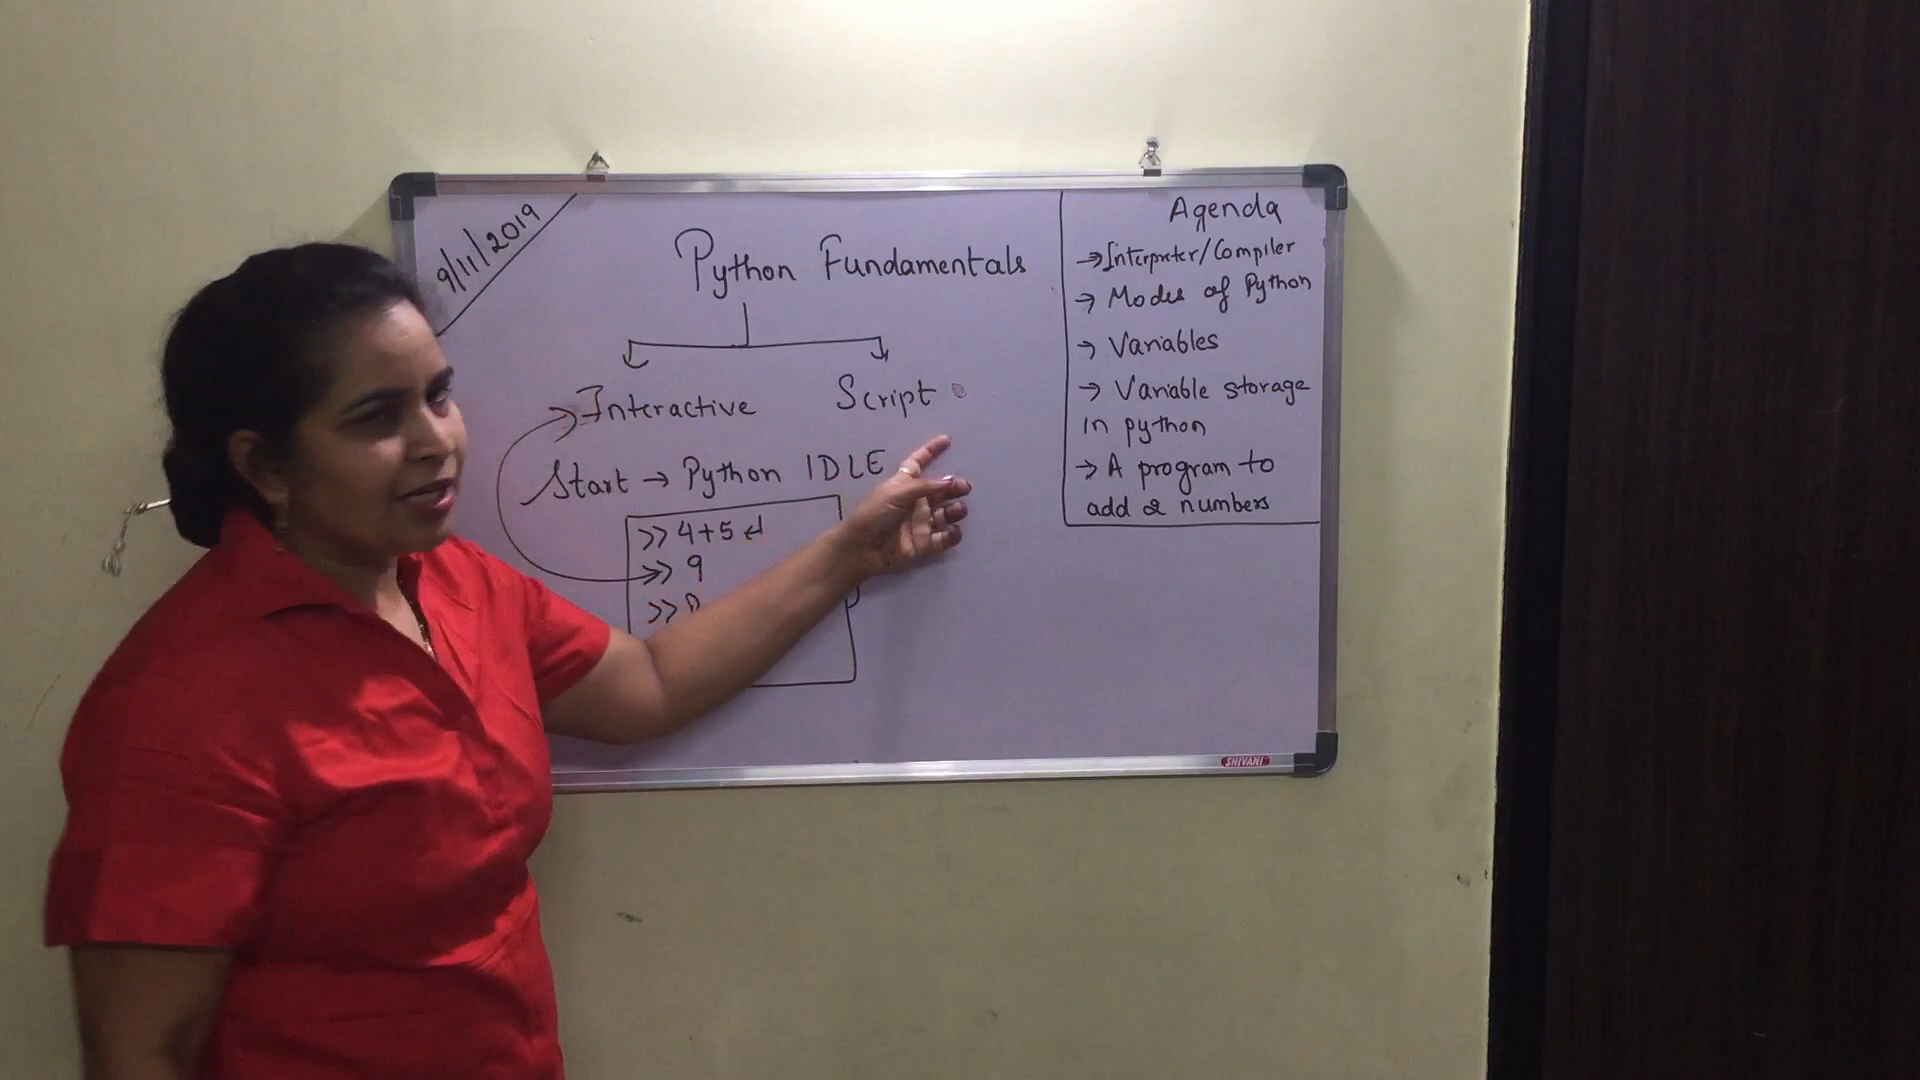 9/11/2019
Python Fundamentals
Interactive Script
Start → Python IDLE
>> 4+5 ↵
>> 9
>>
Agenda
→ Interpreter/Compiler
→ Modes of Python
→ Variables
→ Variable storage
in python
→ A program to
add 2 numbers
SHIVANI